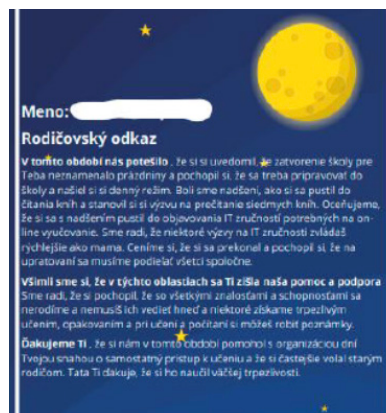 Meno:
Rodičovský odkaz
V tomto období nás potešilo , že si si uvedomil, že zatvorenie školy pre
Teba neznamenalo prázdniny a pochopil si, že sa treba pripravovať do
školy a našiel si si denný režim. Boli sme nadšení, ako si sa pustil do
čítania kníh a stanovil si si výzvu na prečítanie siedmych kníh. Oceňujeme,
že si sa s nadšením pustil do objavovania IT zručností potrebných na on-
line vyučovanie. Sme radi, že niektoré výzvy na IT zručnosti zvládaš
rýchlejšie ako mama. Ceníme si, že si sa prekonal a pochopil si, že na
upratovaní sa musíme podielať všetci spoločne.
Všimli sme si, že v týchto oblastiach sa Ti zišla naša pomoc a podpora
Sme radi, že si pochopil, že so všetkými znalosťami a schopnosťami sa
nerodíme a nemusíš ich vedieť hneď a niektoré získame trpezlivým
učením, opakovaním a pri učení a počítaní si môžeš robiť poznámky.
Ďakujeme Ti , že si nám v tomto období pomohol s organizáciou dní
Tvojou snahou o samostatný prístup k učeniu a že si častejšie volal starým
rodičom. Tata Ti ďakuje, že si ho naučil väčšej trpezlivosti.